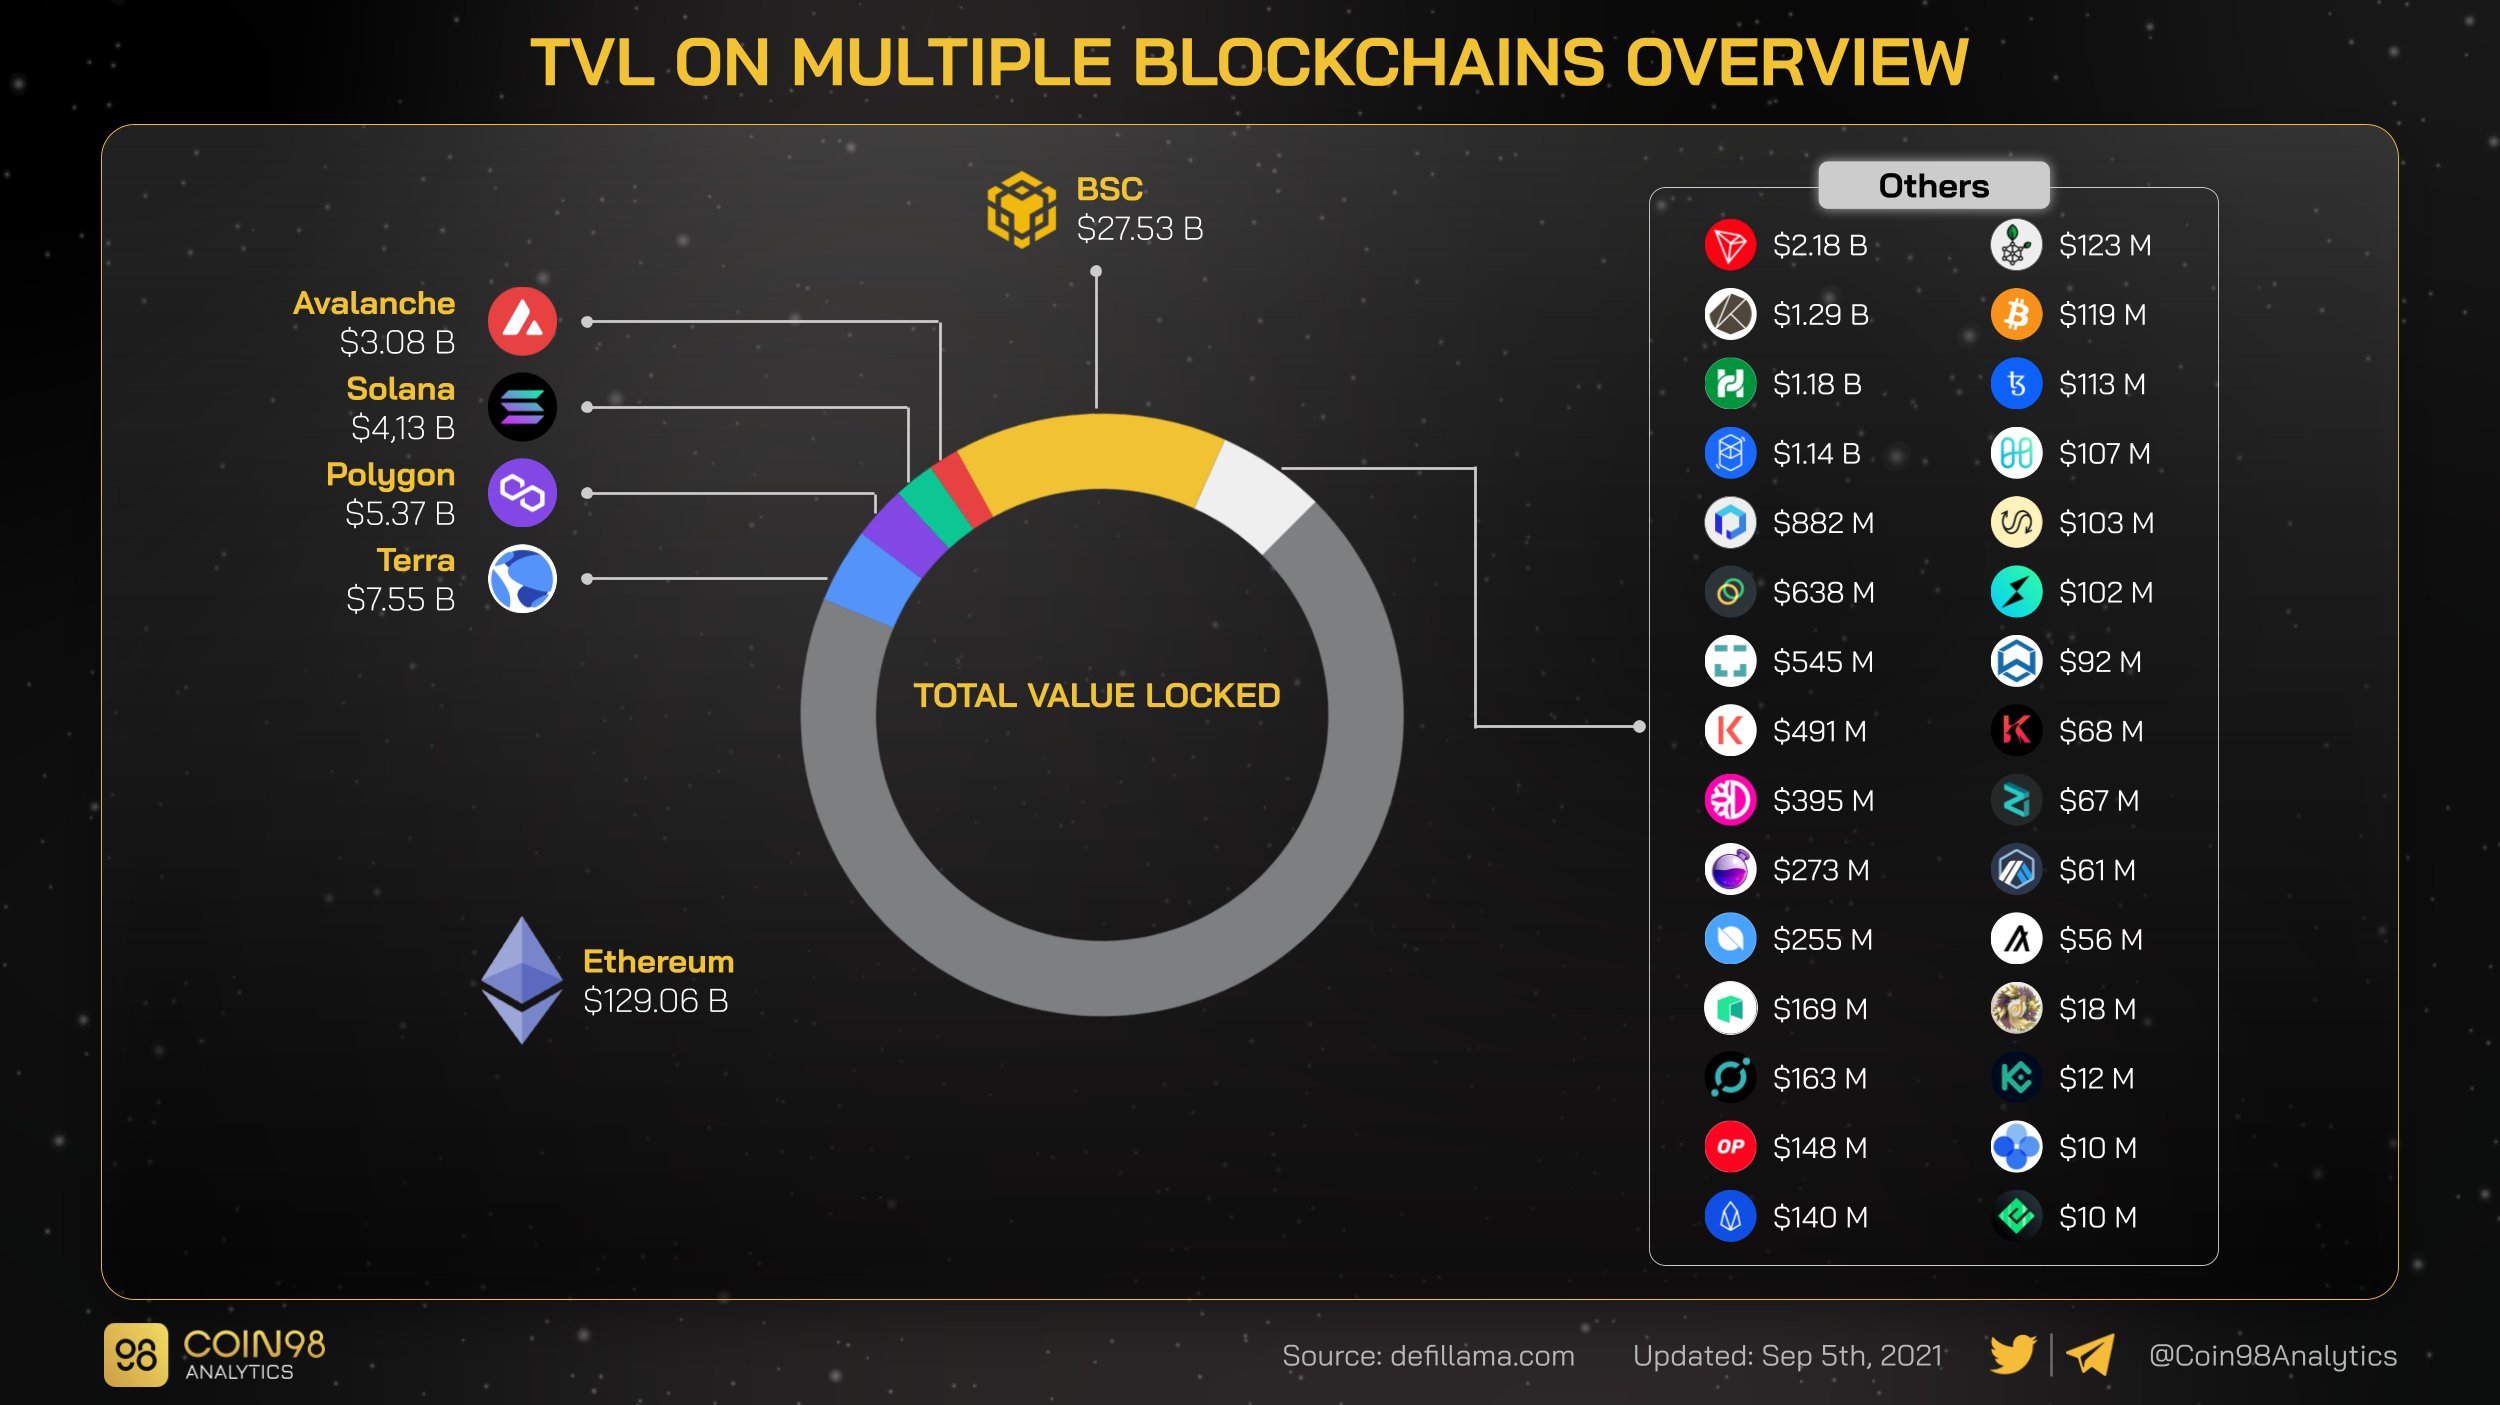 TVL ON MULTIPLE BLOCKCHAINS OVERVIEW
BSC
$27.53 B
Avalanche
$3.08 B
Solana
$4,13 B
Polygon
$5.37 B
Terra
$7.55 B
TOTAL VALUE LOCKED
Ethereum
$129.06 B
Others
$2.18 B
$1.29 B
$1.18 B
$1.14 B
$882 M
$638 M
$545 M
$491 M
$395 M
$273 M
$255 M
$169 M
$163 M
OP
$148 M
$140 M
$123 M
$119 M
$113 M
$107 M
$103 M
$102 M
$92 M
$68 M
$67 M
$61 M
$56 M
$18 M
$12 M
$10 M
$10 M
98
COIN98
ANALYTICS
Source: defillama.com
Updated: Sep 5th, 2021
@Coin98Analytics